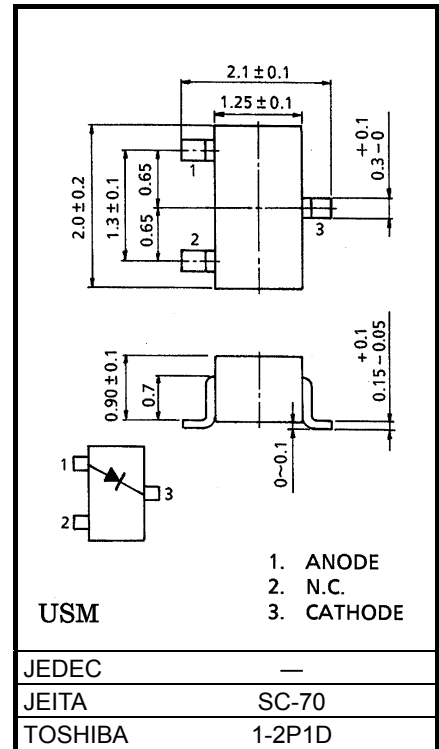 2.1±0.1
1.25±0.1
2.0±0.2
1.3±0.1
0.65
0.65
1
2
3
+0.1
0.3-0
0.90±0.1
0.7
+0.1
0.15-0.05
0~0.1
1
2
3
1. ANODE
2. N.C.
3. CATHODE
USM
JEDEC —
JEITA SC-70
TOSHIBA 1-2P1D